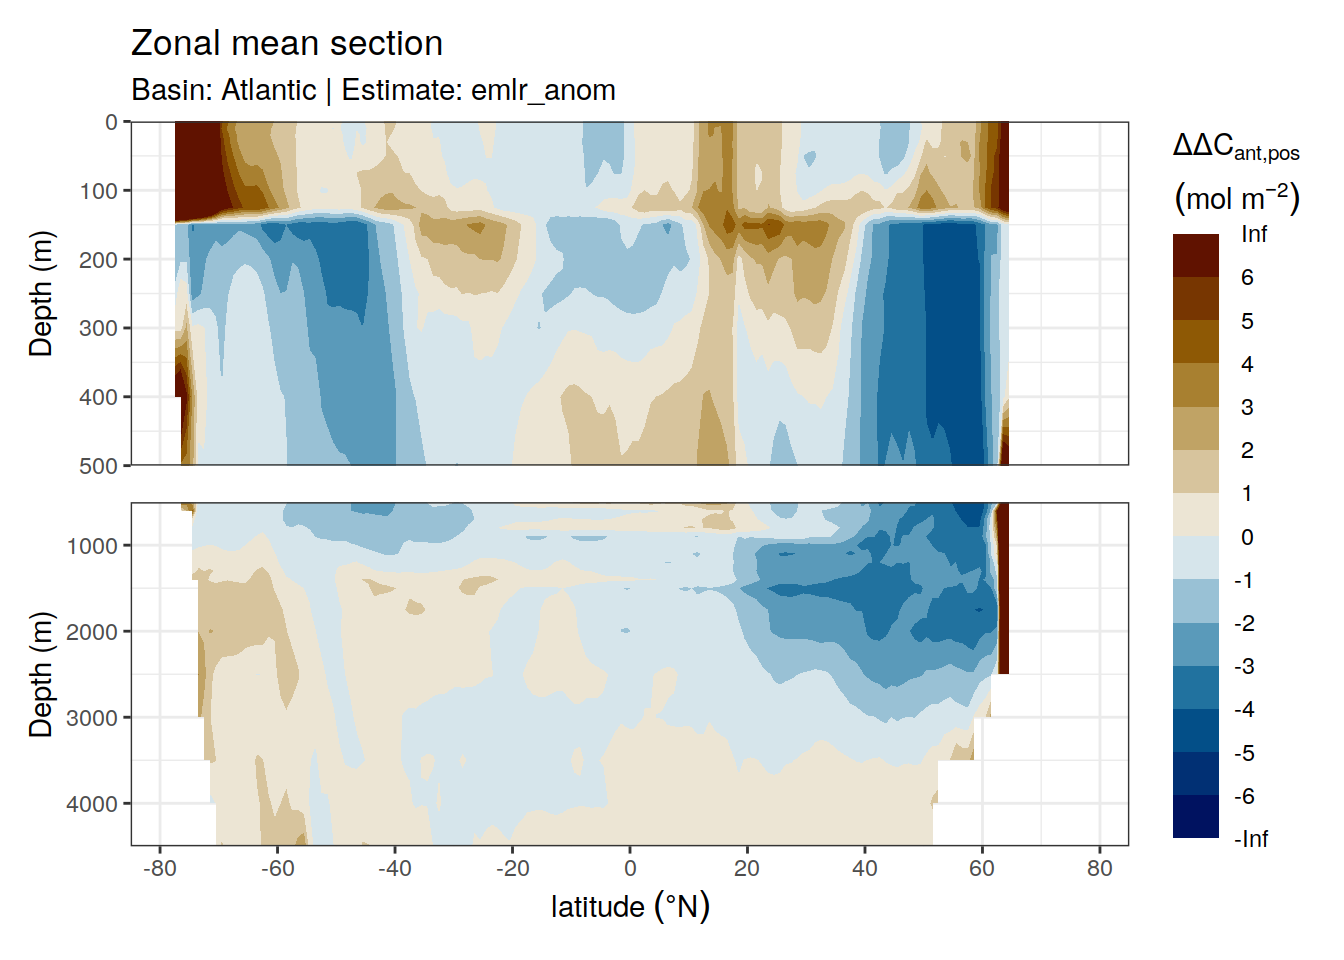 Zonal mean section
Basin: Atlantic | Estimate: emlr_anom
ΔΔC_ant,pos
(mol m⁻²)
Inf
6
5
4
3
2
1
0
-1
-2
-3
-4
-5
-6
-Inf
Depth (m)
0
100
200
300
400
500
Depth (m)
1000
2000
3000
4000
-80 -60 -40 -20 0 20 40 60 80
latitude (°N)